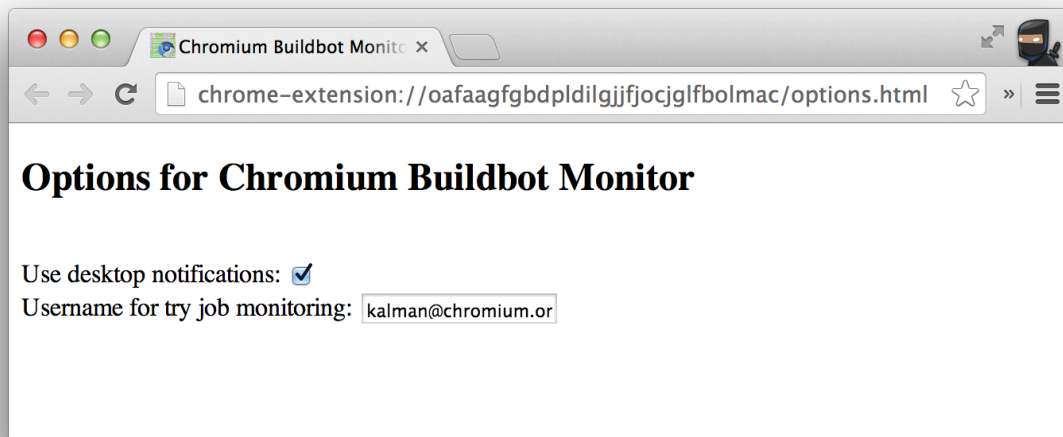 Chromium Buildbot Monito
chrome-extension://oafaagfgbdpldilgjjfjocjglfbolmac/options.html
Options for Chromium Buildbot Monitor
Use desktop notifications:
Username for try job monitoring: kalman@chromium.or